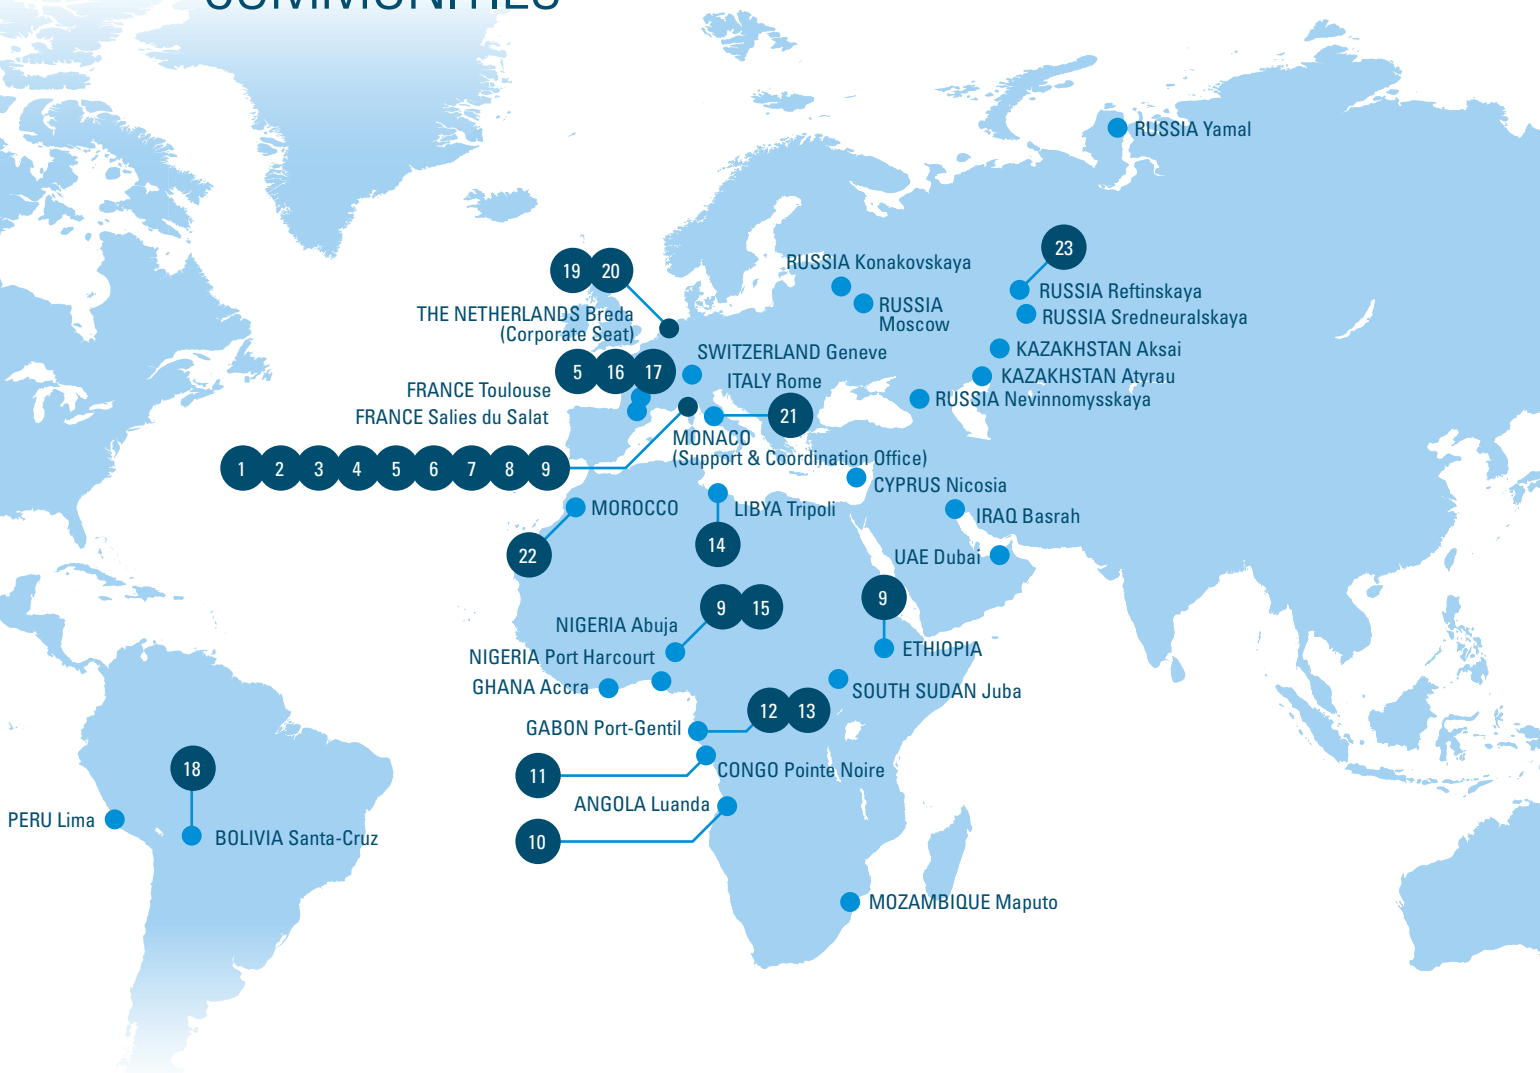 COMMUNITIES
RUSSIA Yamal
23
19 20
RUSSIA Konakovskaya
RUSSIA Reftinskaya
RUSSIA
Moscow
THE NETHERLANDS Breda
(Corporate Seat)
RUSSIA Sredneuralskaya
SWITZERLAND Geneve
KAZAKHSTAN Aksai
5 16 17
ITALY Rome
KAZAKHSTAN Atyrau
FRANCE Toulouse
RUSSIA Nevinnomysskaya
FRANCE Salies du Salat
21
MONACO
(Support & Coordination Office)
1 2 3 4 5 6 7 8 9
CYPRUS Nicosia
MOROCCO
LIBYA Tripoli
IRAQ Basrah
14
22
UAE Dubai
9
9 15
NIGERIA Abuja
ETHIOPIA
NIGERIA Port Harcourt
GHANA Accra
SOUTH SUDAN Juba
12 13
GABON Port-Gentil
18
11
CONGO Pointe Noire
ANGOLA Luanda
PERU Lima
BOLIVIA Santa-Cruz
10
MOZAMBIQUE Maputo